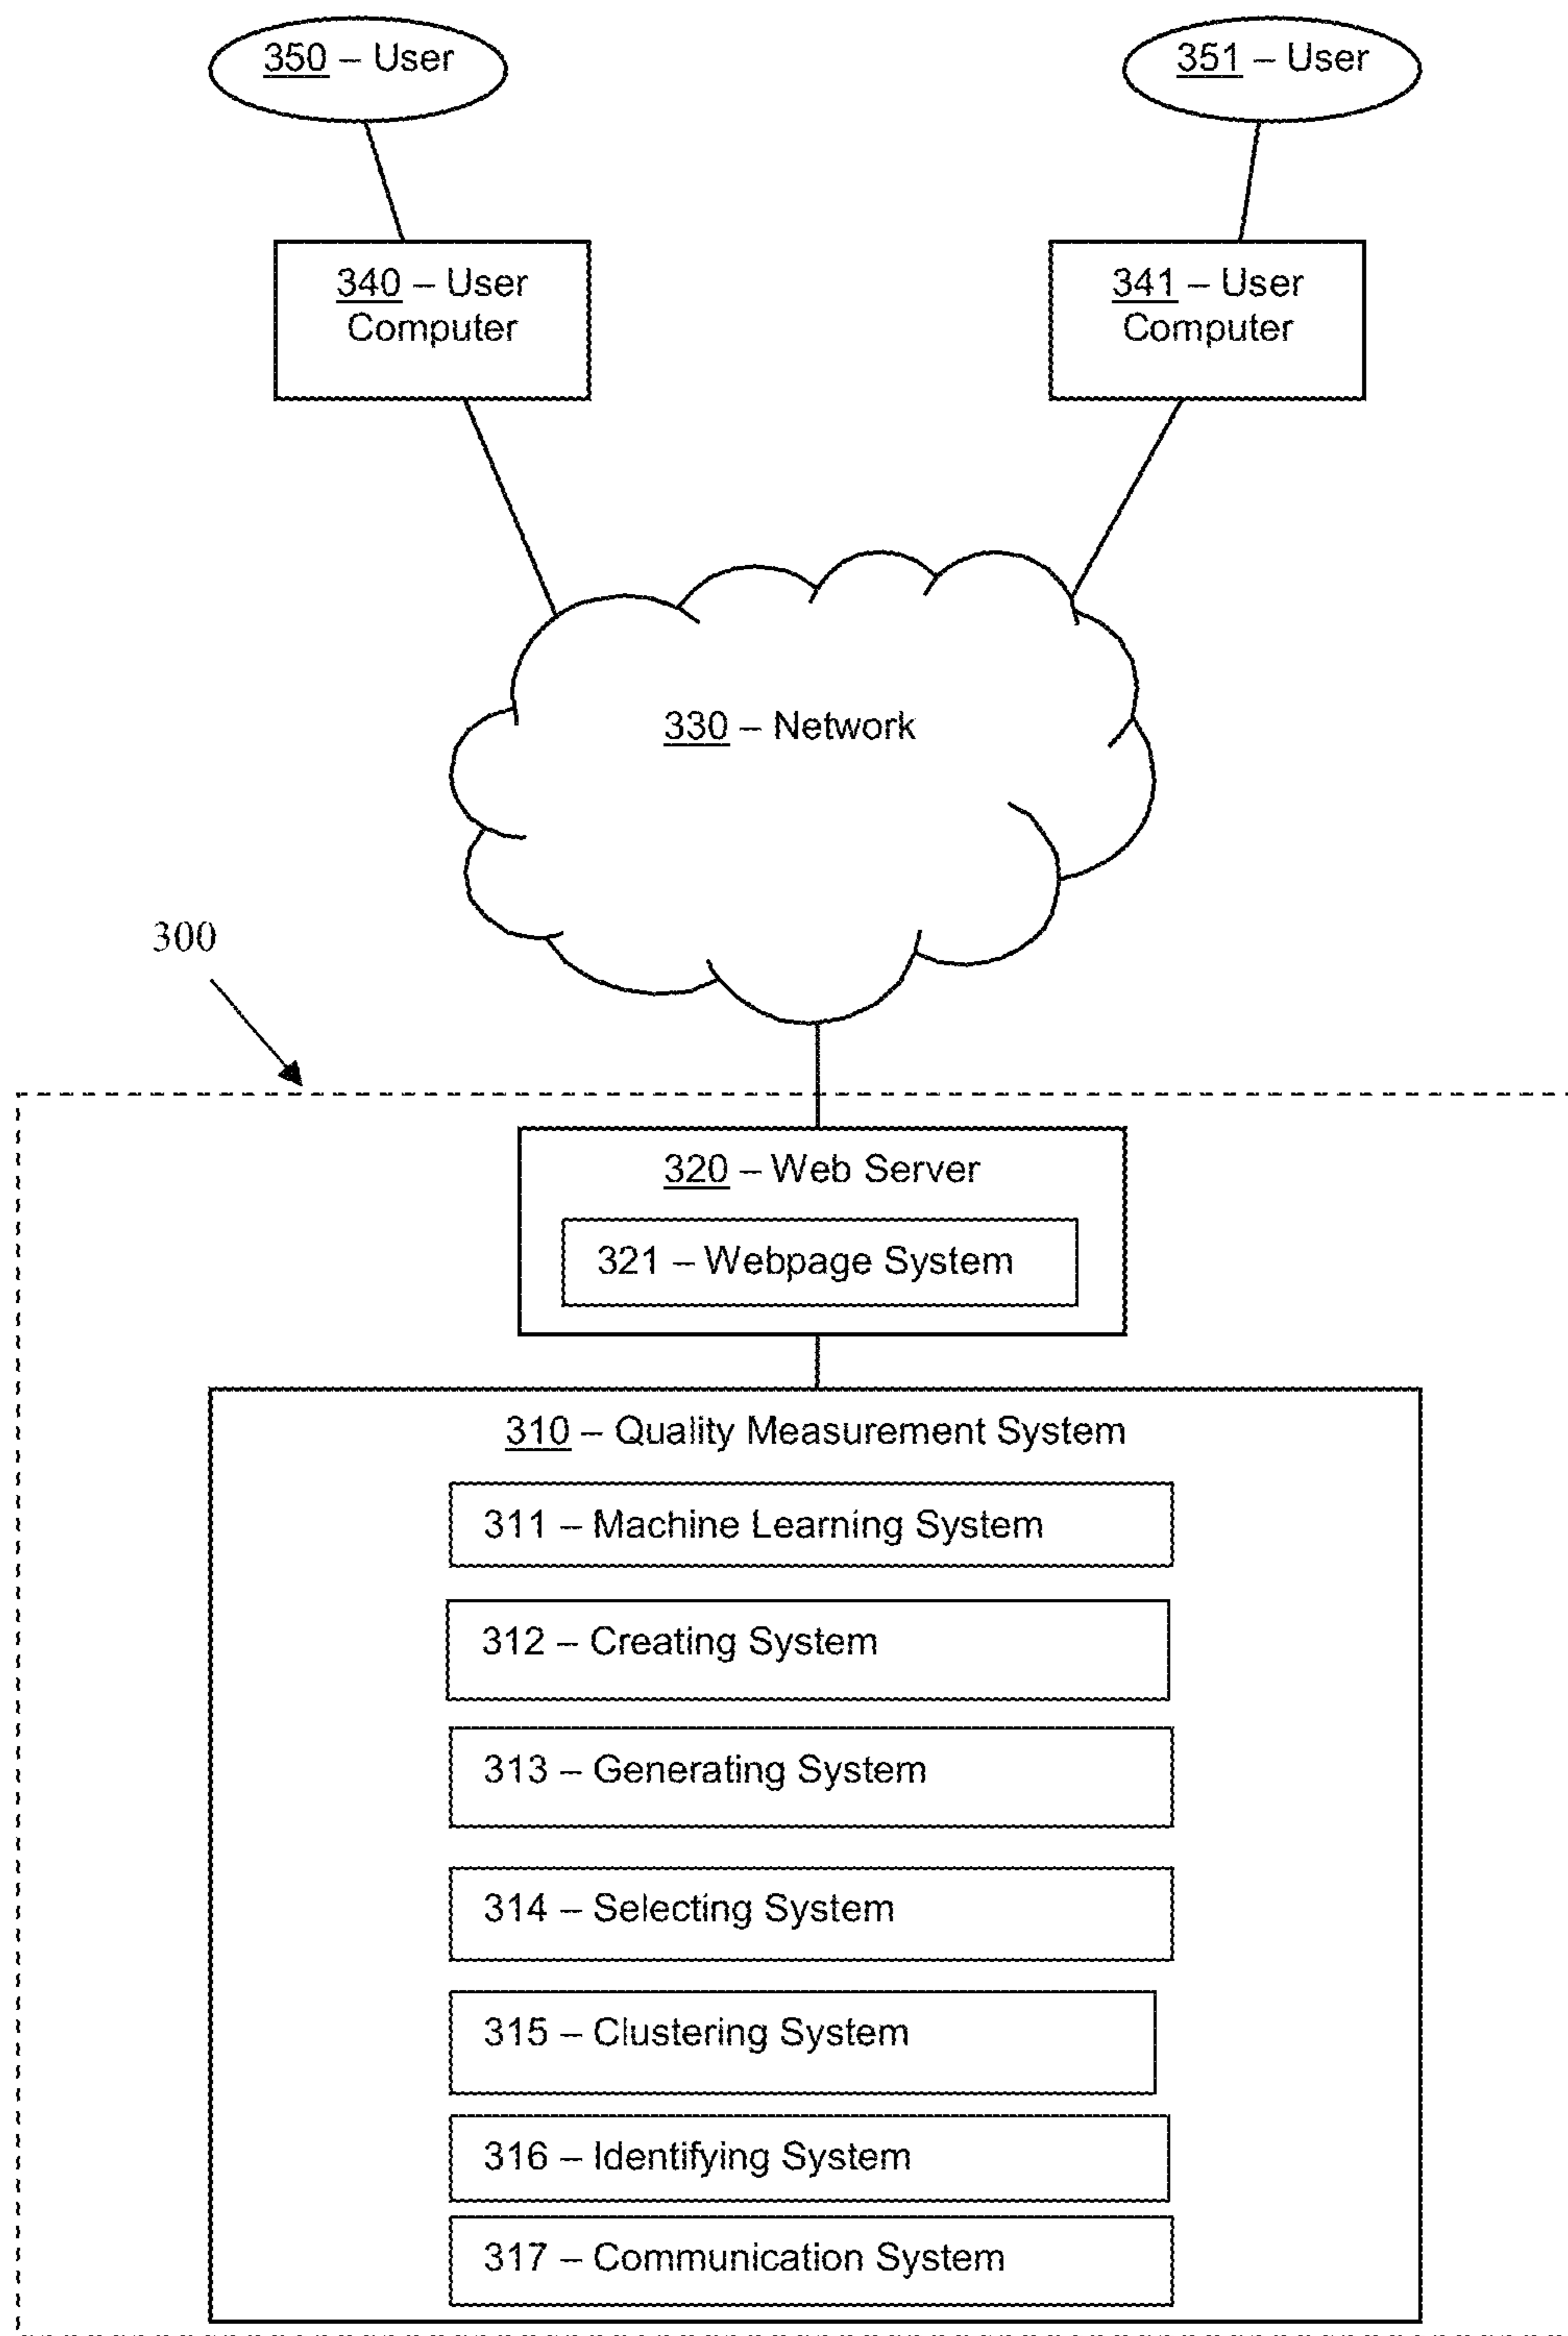 350 – User
351 – User
340 – User
Computer
341 – User
Computer
330 – Network
300
320 – Web Server
321 – Webpage System
310 – Quality Measurement System
311 – Machine Learning System
312 – Creating System
313 – Generating System
314 – Selecting System
315 – Clustering System
316 – Identifying System
317 – Communication System